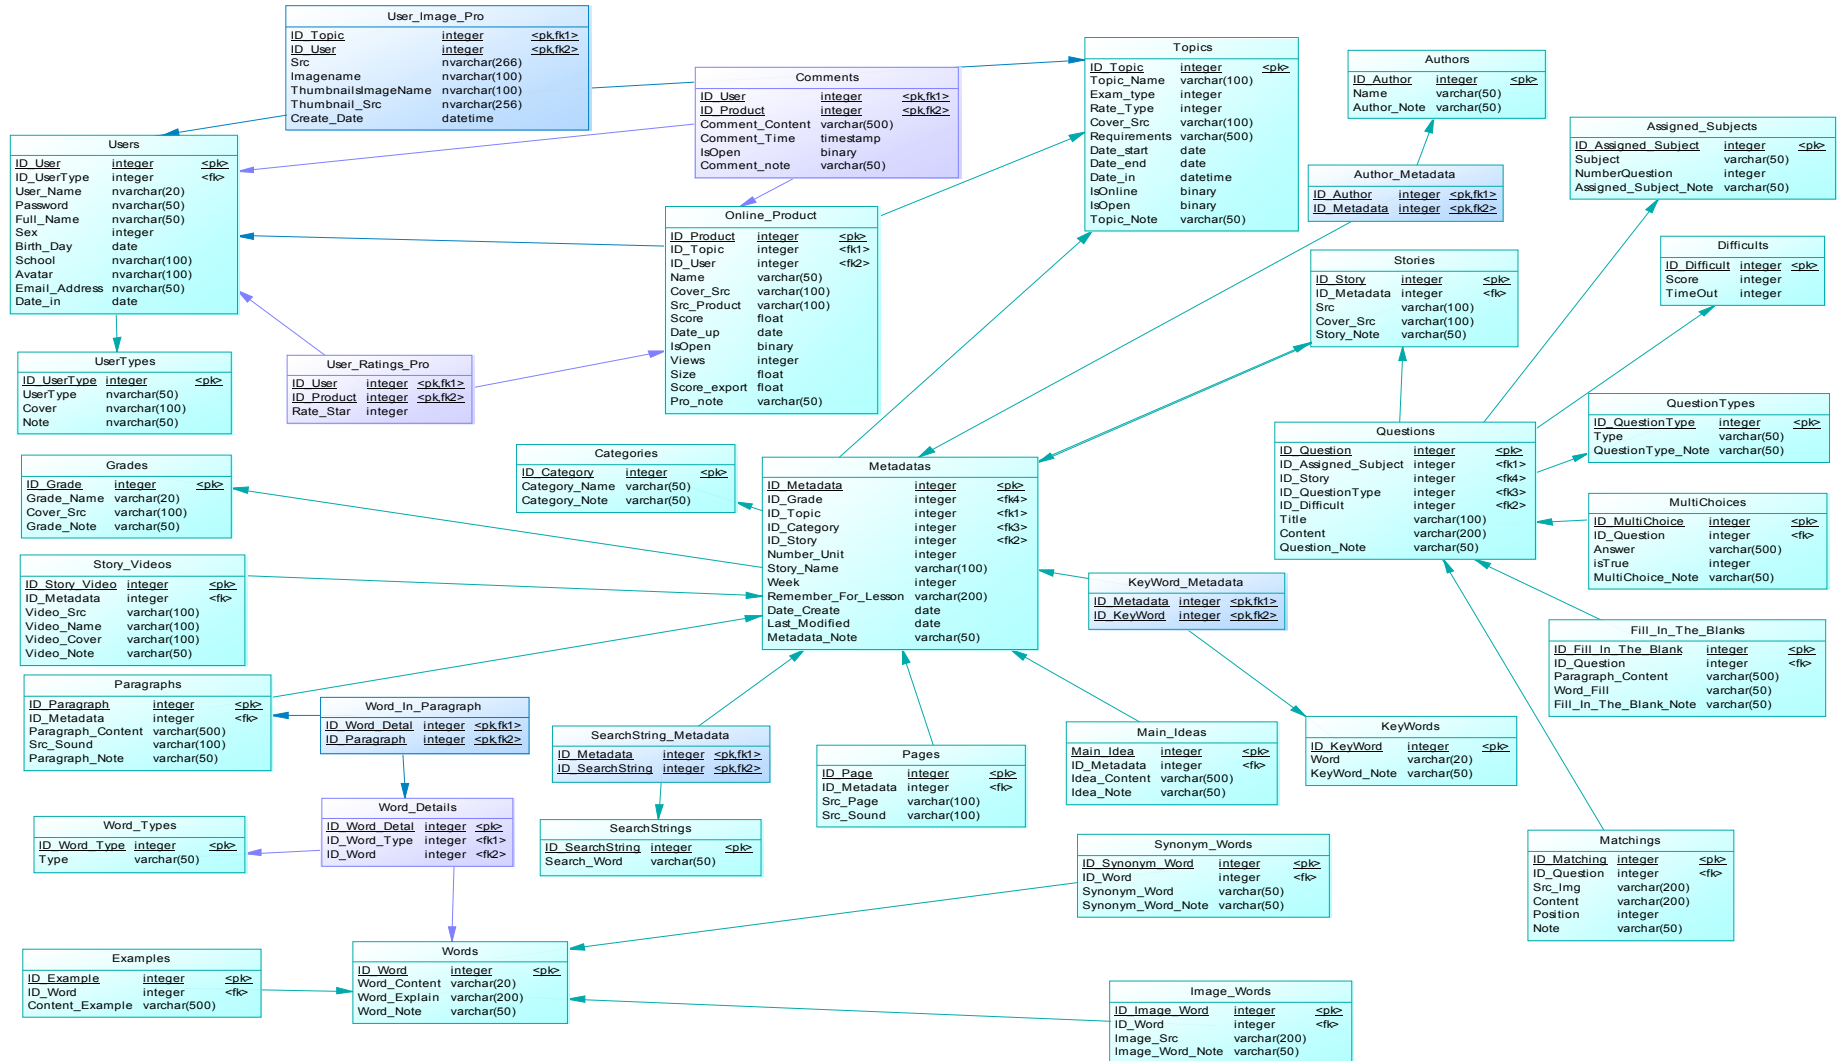 User_Image_Pro
ID_Topic integer <pk,fk1>
ID_User integer <pk,fk2>
Src nvarchar(266)
Imagename nvarchar(100)
ThumbnailsImageName nvarchar(100)
Thumbnail_Src nvarchar(256)
Create_Date datetime
Comments
ID_User integer <pk,fk1>
ID_Product integer <pk,fk2>
Comment_Content varchar(500)
Comment_Time timestamp
IsOpen binary
Comment_note varchar(50)
Topics
ID_Topic integer <pk>
Topic_Name varchar(100)
Exam_type integer
Rate_Type integer
Cover_Src varchar(100)
Requirements varchar(500)
Date_start date
Date_end date
Date_in datetime
IsOnline binary
IsOpen binary
Topic_Note varchar(50)
Authors
ID_Author integer <pk>
Name varchar(50)
Author_Note varchar(50)
Assigned_Subjects
ID_Assigned_Subject integer <pk>
Subject varchar(50)
NumberQuestion integer
Assigned_Subject_Note varchar(50)
Users
ID_User integer <pk>
ID_UserType integer <fk>
User_Name nvarchar(20)
Password nvarchar(50)
Full_Name nvarchar(50)
Sex integer
Birth_Day date
School nvarchar(100)
Avatar nvarchar(100)
Email_Address nvarchar(50)
Date_in date
Author_Metadata
ID_Author integer <pk,fk1>
ID_Metadata integer <pk,fk2>
Online_Product
ID_Product integer <pk>
ID_Topic integer <fk1>
ID_User integer <fk2>
Name varchar(50)
Cover_Src varchar(100)
Src_Product varchar(100)
Score float
Date_up date
IsOpen binary
Views integer
Size float
Score_export float
Pro_note varchar(50)
Difficults
ID_Difficult integer <pk>
Score integer
TimeOut integer
Stories
ID_Story integer <pk>
ID_Metadata integer <fk>
Src varchar(100)
Cover_Src varchar(100)
Story_Note varchar(50)
UserTypes
ID_UserType integer <pk>
UserType nvarchar(50)
Cover nvarchar(100)
Note nvarchar(50)
User_Ratings_Pro
ID_User integer <pk,fk1>
ID_Product integer <pk,fk2>
Rate_Star integer
QuestionTypes
ID_QuestionType integer <pk>
Type varchar(50)
QuestionType_Note varchar(50)
Questions
ID_Question integer <pk>
ID_Assigned_Subject integer <fk1>
ID_Story integer <fk4>
ID_QuestionType integer <fk3>
ID_Difficult integer <fk2>
Title varchar(100)
Content varchar(200)
Question_Note varchar(50)
Categories
ID_Category integer <pk>
Category_Name varchar(50)
Category_Note varchar(50)
Grades
ID_Grade integer <pk>
Grade_Name varchar(20)
Cover_Src varchar(100)
Grade_Note varchar(50)
Metadatas
ID_Metadata integer <pk>
ID_Grade integer <fk4>
ID_Topic integer <fk1>
ID_Category integer <fk3>
ID_Story integer <fk2>
Number_Unit integer
Story_Name varchar(100)
Week integer
Remember_For_Lesson varchar(200)
Date_Create date
Last_Modified date
Metadata_Note varchar(50)
MultiChoices
ID_MultiChoice integer <pk>
ID_Question integer <fk>
Answer varchar(500)
isTrue integer
MultiChoice_Note varchar(50)
Story_Videos
ID_Story_Video integer <pk>
ID_Metadata integer <fk>
Video_Src varchar(100)
Video_Name varchar(100)
Video_Cover varchar(100)
Video_Note varchar(50)
KeyWord_Metadata
ID_Metadata integer <pk,fk1>
ID_KeyWord integer <pk,fk2>
Fill_In_The_Blanks
ID_Fill_In_The_Blank integer <pk>
ID_Question integer <fk>
Paragraph_Content varchar(500)
Word_Fill varchar(50)
Fill_In_The_Blank_Note varchar(50)
Paragraphs
ID_Paragraph integer <pk>
ID_Metadata integer <fk>
Paragraph_Content varchar(500)
Src_Sound varchar(100)
Paragraph_Note varchar(50)
Word_In_Paragraph
ID_Word_Detal integer <pk,fk1>
ID_Paragraph integer <pk,fk2>
SearchString_Metadata
ID_Metadata integer <pk,fk1>
ID_SearchString integer <pk,fk2>
Pages
ID_Page integer <pk>
ID_Metadata integer <fk>
Src_Page varchar(100)
Src_Sound varchar(100)
Main_Ideas
Main_Idea integer <pk>
ID_Metadata integer <fk>
Idea_Content varchar(500)
Idea_Note varchar(50)
KeyWords
ID_KeyWord integer <pk>
Word varchar(20)
KeyWord_Note varchar(50)
Word_Types
ID_Word_Type integer <pk>
Type varchar(50)
Word_Details
ID_Word_Detal integer <pk>
ID_Word_Type integer <fk1>
ID_Word integer <fk2>
SearchStrings
ID_SearchString integer <pk>
Search_Word varchar(50)
Synonym_Words
ID_Synonym_Word integer <pk>
ID_Word integer <fk>
Synonym_Word varchar(50)
Synonym_Word_Note varchar(50)
Matchings
ID_Matching integer <pk>
ID_Question integer <fk>
Src_Img varchar(200)
Content varchar(200)
Position integer
Note varchar(50)
Examples
ID_Example integer <pk>
ID_Word integer <fk>
Content_Example varchar(500)
Words
ID_Word integer <pk>
Word_Content varchar(20)
Word_Explain varchar(200)
Word_Note varchar(50)
Image_Words
ID_Image_Word integer <pk>
ID_Word integer <fk>
Image_Src varchar(200)
Image_Word_Note varchar(50)